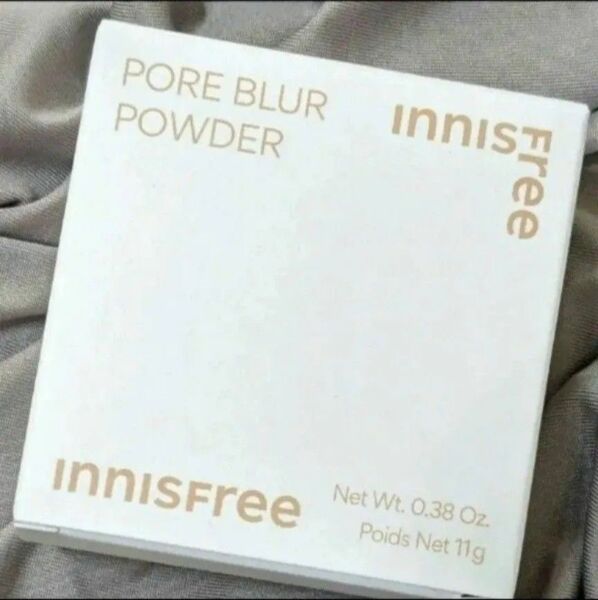 PORE BLUR
POWDER
INNISFree
INNISFree
Net Wt. 0.38 Oz.
Poids Net 11g